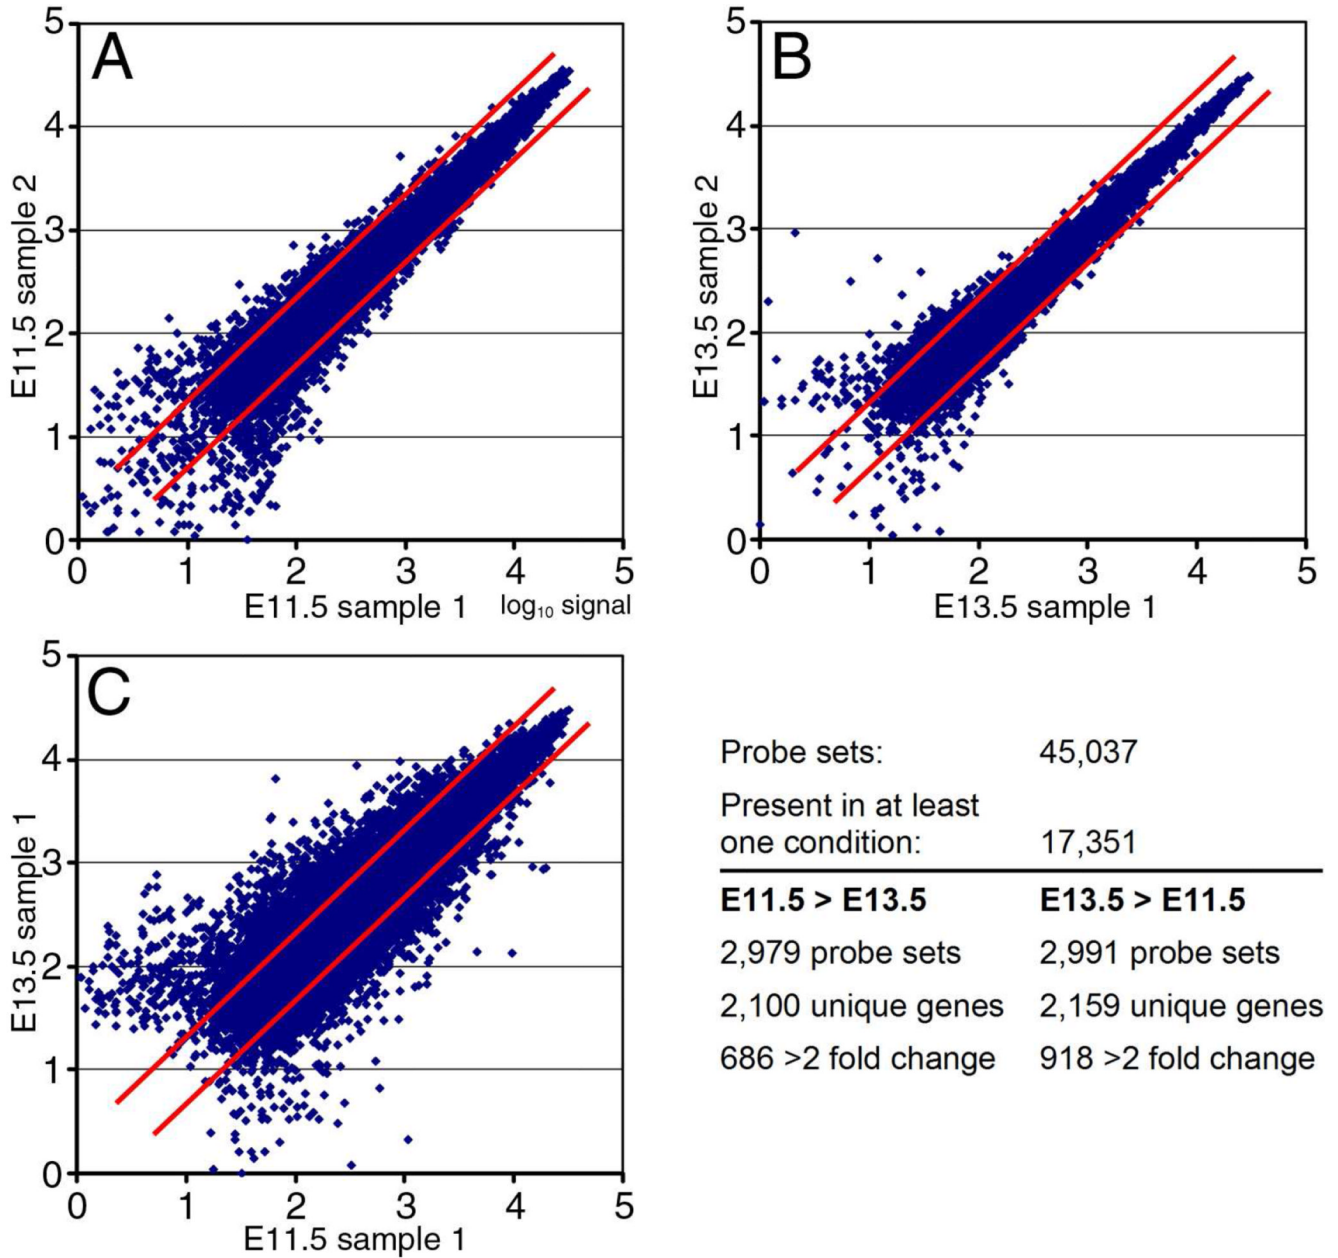 A
5
4
3
2
1
0
E11.5 sample 2
0 1 2 3 4 5
E11.5 sample 1 log10 signal
B
5
4
3
2
1
0
E13.5 sample 2
0 1 2 3 4 5
E13.5 sample 1
C
5
4
3
2
1
0
E13.5 sample 1
0 1 2 3 4 5
E11.5 sample 1
Probe sets: 45,037
Present in at least
one condition: 17,351
E11.5 > E13.5 E13.5 > E11.5
2,979 probe sets 2,991 probe sets
2,100 unique genes 2,159 unique genes
686 >2 fold change 918 >2 fold change